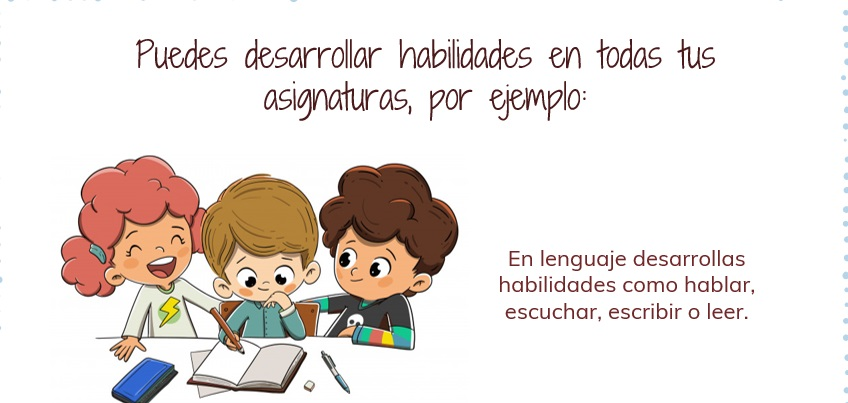 Puedes desarrollar habilidades en todas tus
asignaturas, por ejemplo:
En lenguaje desarrollas
habilidades como hablar,
escuchar, escribir o leer.